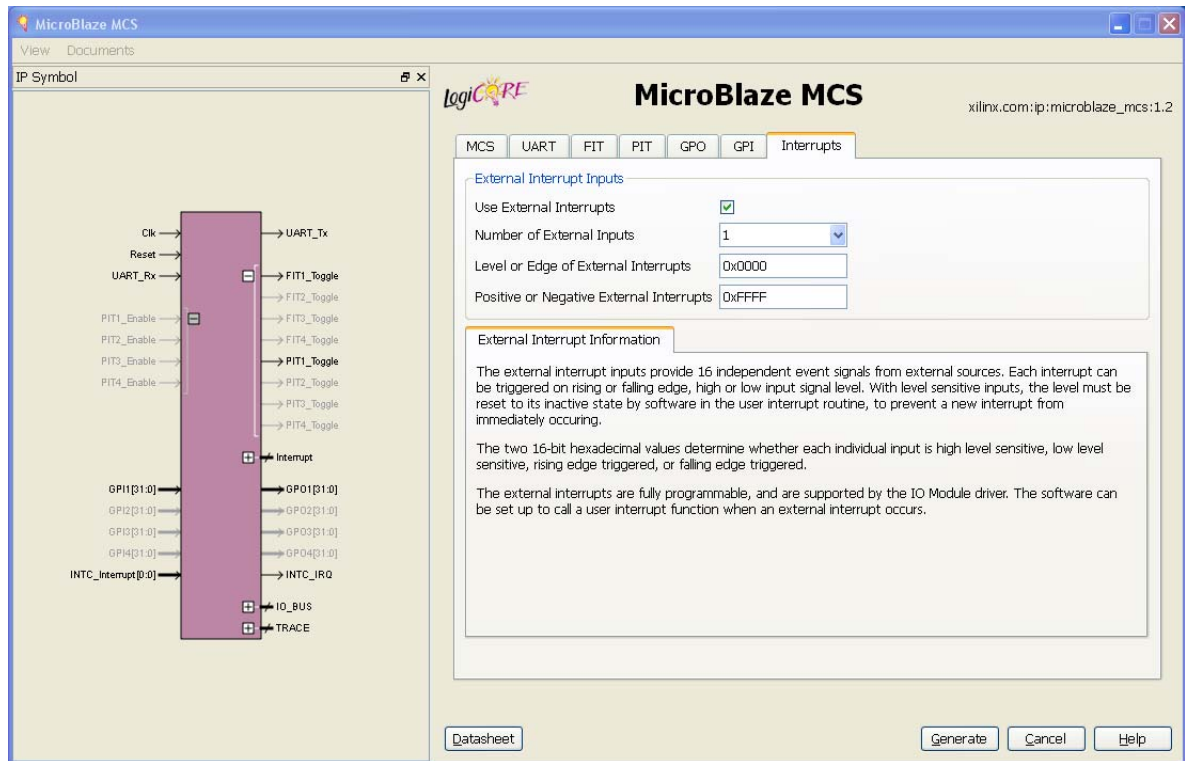 MicroBlaze MCS
View Documents
IP Symbol
Clk
Reset
UART_Rx
PIT1_Enable
PIT2_Enable
PIT3_Enable
PIT4_Enable
GPI1[31:0]
GPI2[31:0]
GPI3[31:0]
GPI4[31:0]
INTC_Interrupt[0:0]
UART_Tx
FIT1_Toggle
FIT2_Toggle
FIT3_Toggle
FIT4_Toggle
PIT1_Toggle
PIT2_Toggle
PIT3_Toggle
PIT4_Toggle
Interrupt
GPO1[31:0]
GPO2[31:0]
GPO3[31:0]
GPO4[31:0]
INTC_IRQ
IO_BUS
TRACE
LogiCORE
MicroBlaze MCS
xilinx.com:ip:microblaze_mcs:1.2
MCS UART FIT PIT GPO GPI Interrupts
External Interrupt Inputs
Use External Interrupts
Number of External Inputs 1
Level or Edge of External Interrupts 0x0000
Positive or Negative External Interrupts 0xFFFF
External Interrupt Information
The external interrupt inputs provide 16 independent event signals from external sources. Each interrupt can
be triggered on rising or falling edge, high or low input signal level. With level sensitive inputs, the level must be
reset to its inactive state by software in the user interrupt routine, to prevent a new interrupt from
immediately occuring.
The two 16-bit hexadecimal values determine whether each individual input is high level sensitive, low level
sensitive, rising edge triggered, or falling edge triggered.
The external interrupts are fully programmable, and are supported by the IO Module driver. The software can
be set up to call a user interrupt function when an external interrupt occurs.
Datasheet
Generate Cancel Help